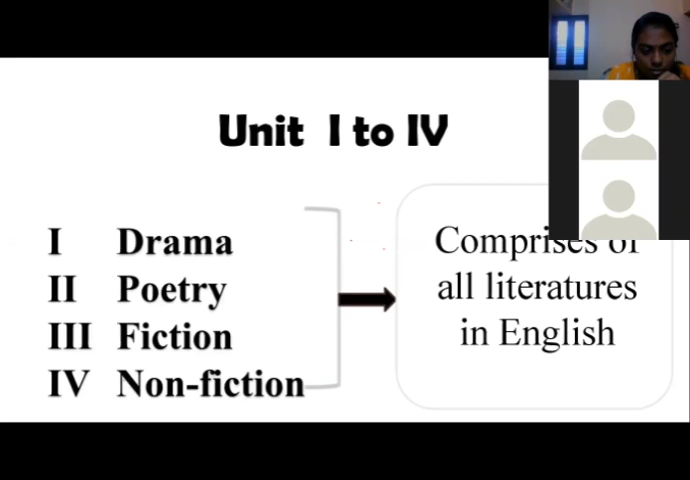 Unit I to IV
I Drama
II Poetry
III Fiction
IV Non-fiction
Comprises of
all literatures
in English